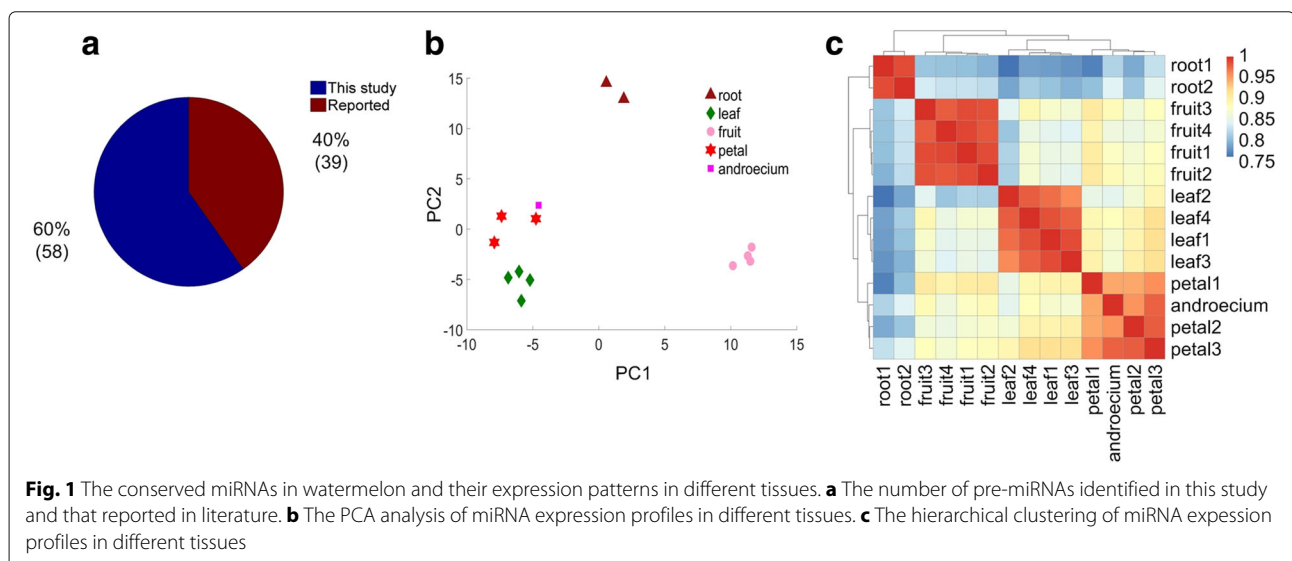 a
This study
Reported
40%
(39)
60%
(58)
b
15
10
5
0
-5
-10
-10
-5
0
5
10
15
PC2
PC1
root
leaf
fruit
petal
androecium
c
1
0.95
0.9
0.85
0.8
0.75
root1
root2
fruit3
fruit4
fruit1
fruit2
leaf2
leaf4
leaf1
leaf3
petal1
androecium
petal2
petal3
root1
root2
fruit3
fruit4
fruit1
fruit2
leaf2
leaf4
leaf1
leaf3
petal1
androecium
petal2
petal3
Fig. 1 The conserved miRNAs in watermelon and their expression patterns in different tissues. a The number of pre-miRNAs identified in this study
and that reported in literature. b The PCA analysis of miRNA expression profiles in different tissues. c The hierarchical clustering of miRNA expession
profiles in different tissues